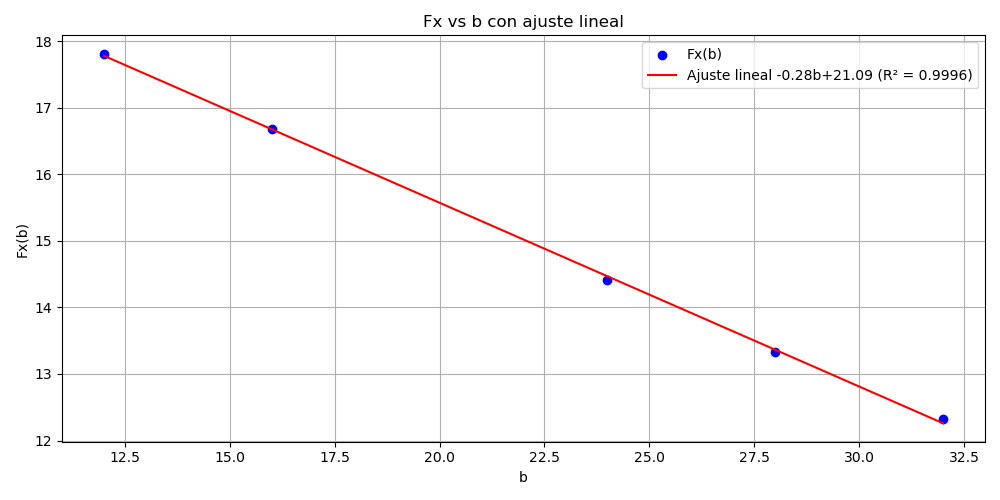 Fx vs b con ajuste lineal
Fx(b)
Ajuste lineal -0.28b+21.09 (R² = 0.9996)
18
17
16
15
14
13
12
Fx(b)
12.5 15.0 17.5 20.0 22.5 25.0 27.5 30.0 32.5
b